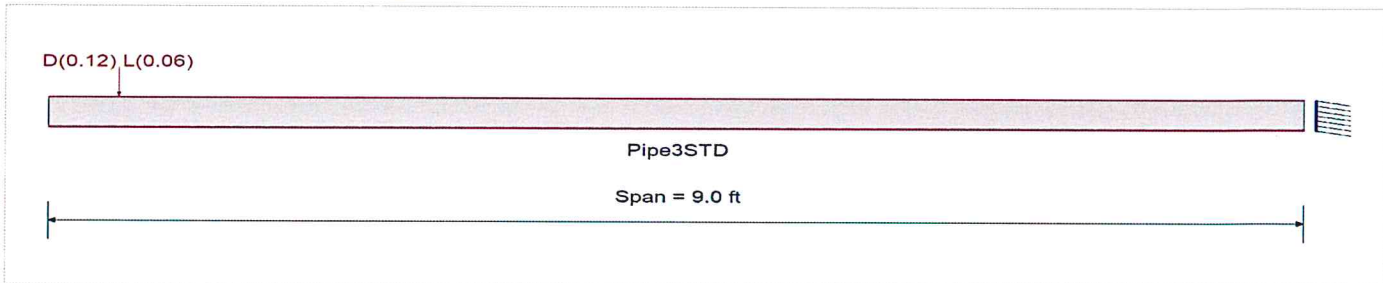 D(0.12) L(0.06)
Pipe3STD
Span = 9.0 ft